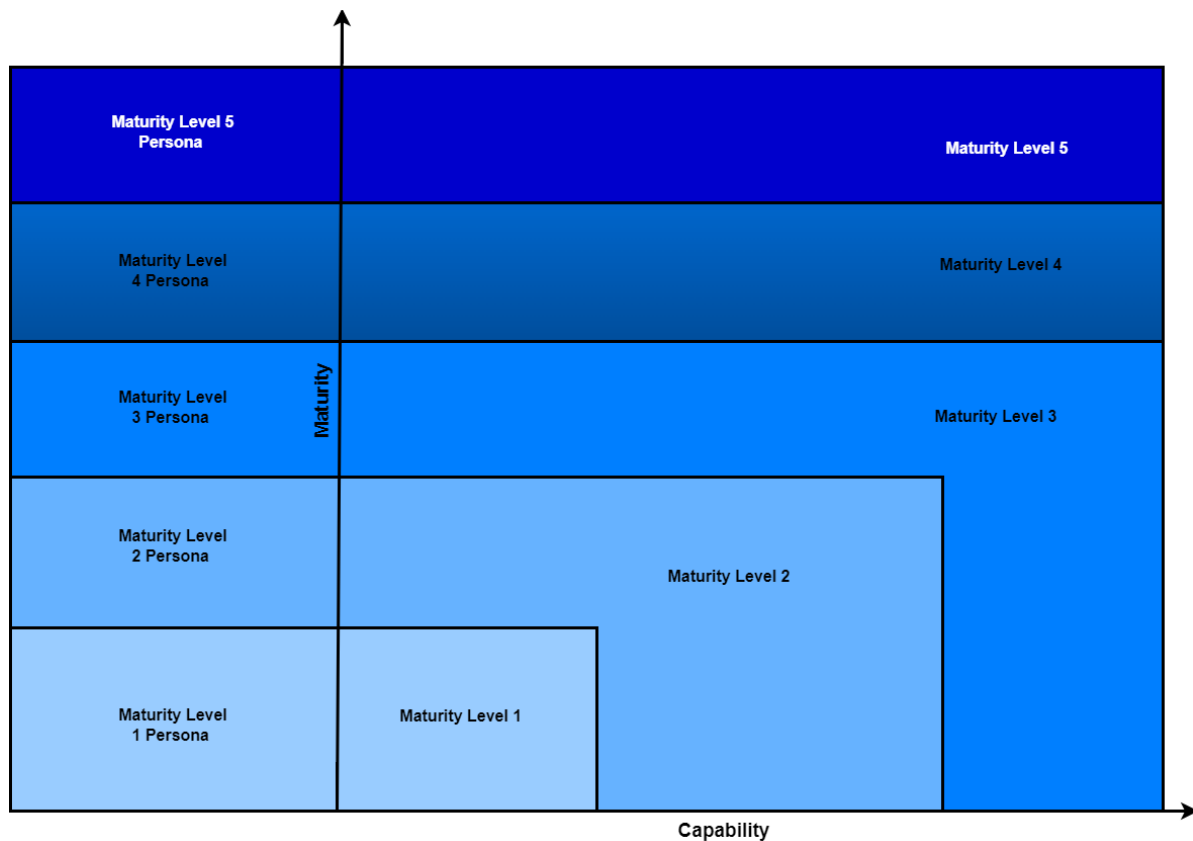 Maturity Level 5
Persona
Maturity Level 5
Maturity Level
4 Persona
Maturity Level 4
Maturity
Maturity Level
3 Persona
Maturity Level 3
Maturity Level
2 Persona
Maturity Level 2
Maturity Level
1 Persona
Maturity Level 1
Capability